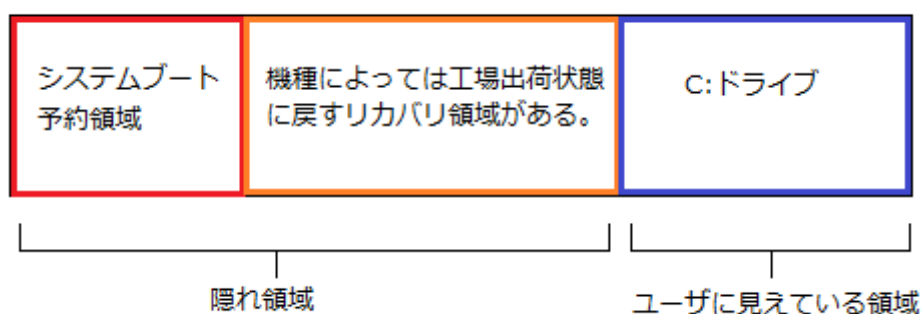 システムブート
予約領域
機種によっては工場出荷状態
に戻すリカバリ領域がある。
C:ドライブ
隠れ領域
ユーザに見えている領域